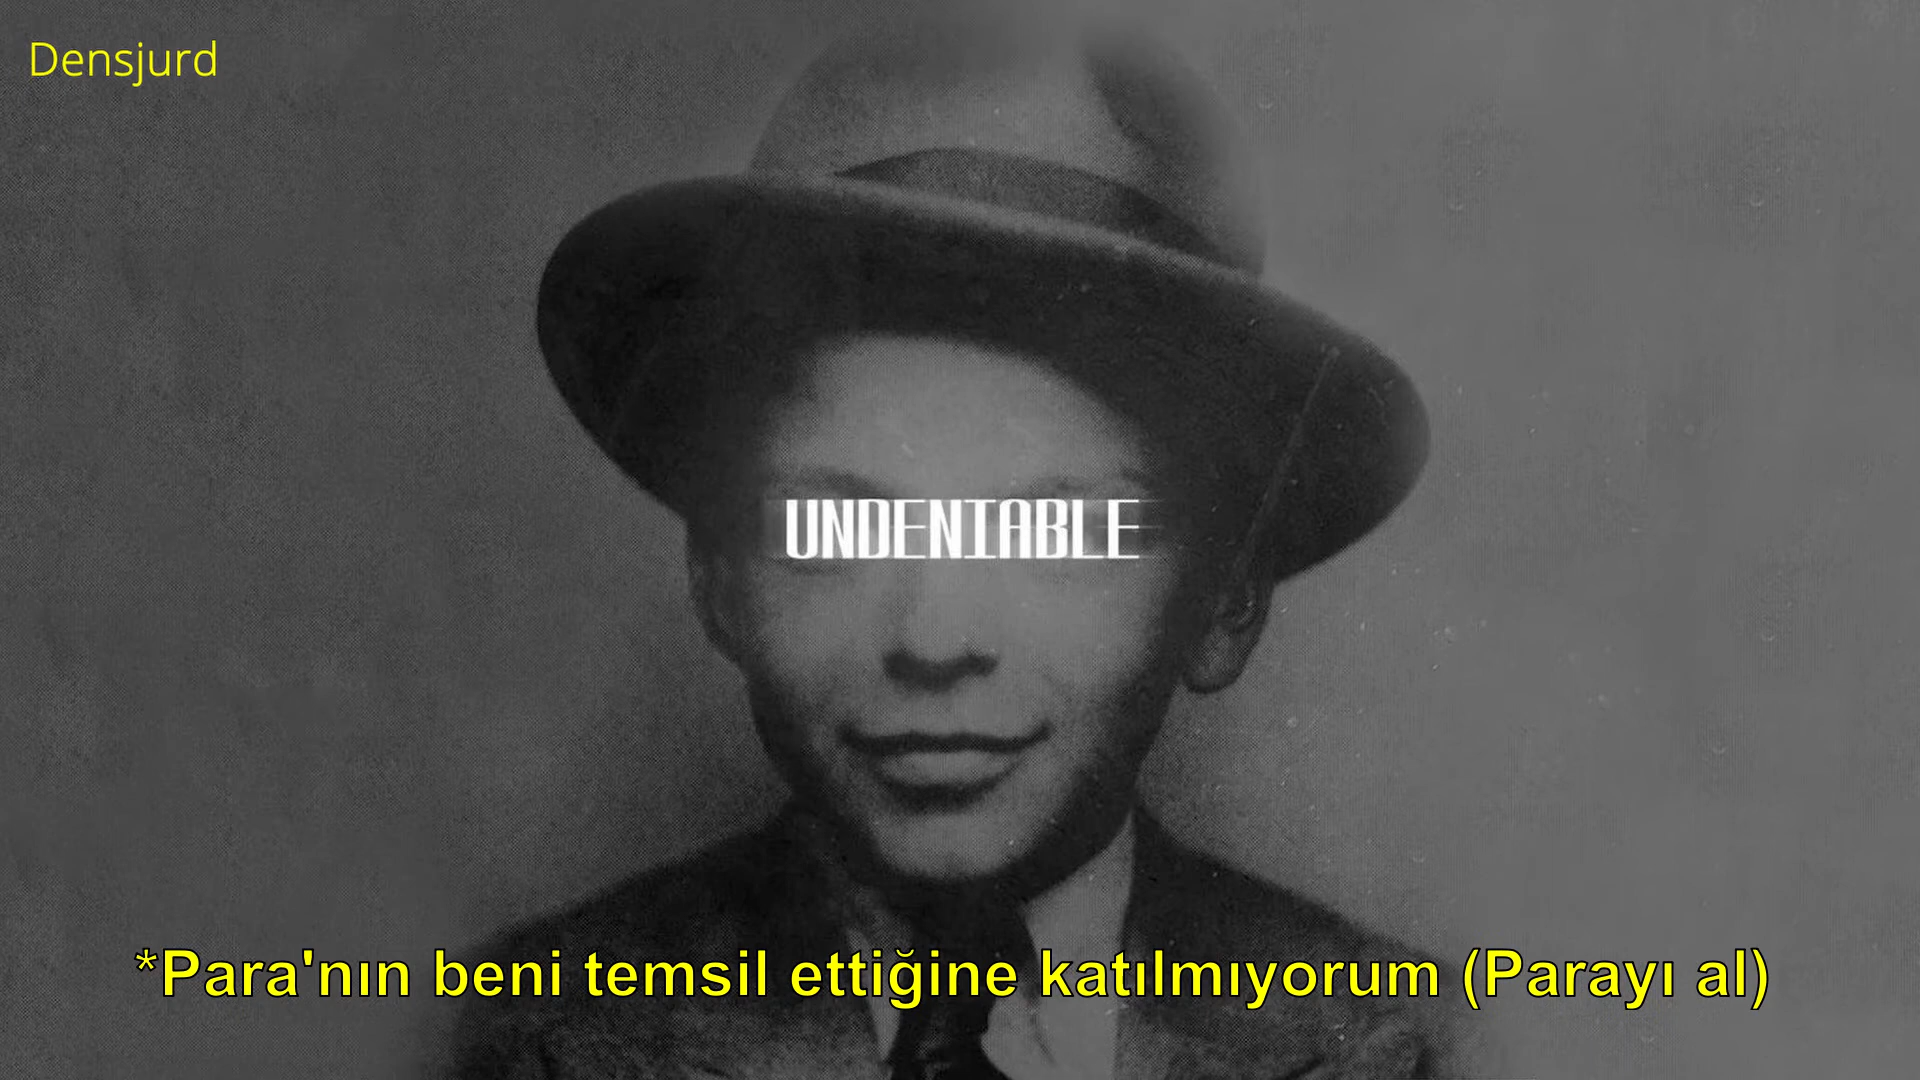 Densjurd
UNDENIABLE
*Para'nın beni temsil ettiğine katılmıyorum (Parayı al)